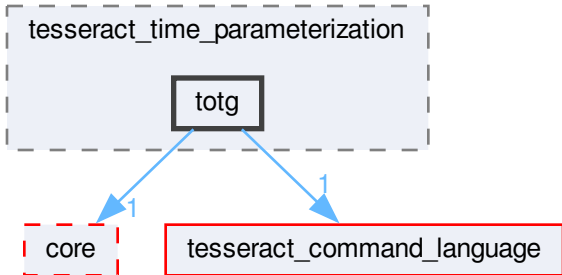 tesseract_time_parameterization
totg
1
1
core
tesseract_command_language